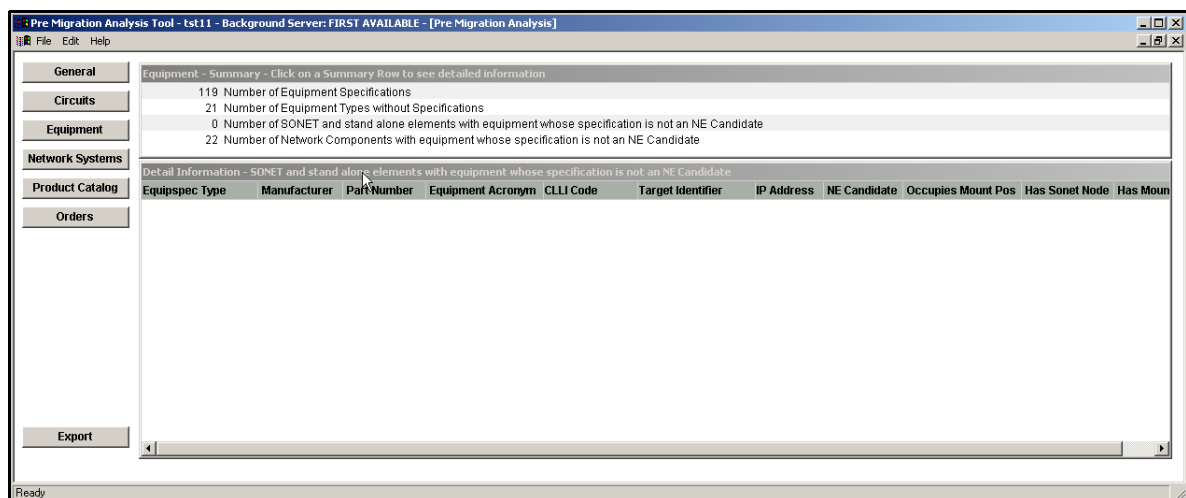 Pre Migration Analysis Tool - tst11 - Background Server: FIRST AVAILABLE - [Pre Migration Analysis]
File Edit Help
General
Circuits
Equipment
Network Systems
Product Catalog
Orders
Export
Equipment - Summary - Click on a Summary Row to see detailed information
119 Number of Equipment Specifications
21 Number of Equipment Types without Specifications
0 Number of SONET and stand alone elements with equipment whose specification is not an NE Candidate
22 Number of Network Components with equipment whose specification is not an NE Candidate
Detail Information - SONET and stand alone elements with equipment whose specification is not an NE Candidate
Equipspec Type Manufacturer Part Number Equipment Acronym CLLI Code Target Identifier IP Address NE Candidate Occupies Mount Pos Has Sonet Node Has Moun
Ready